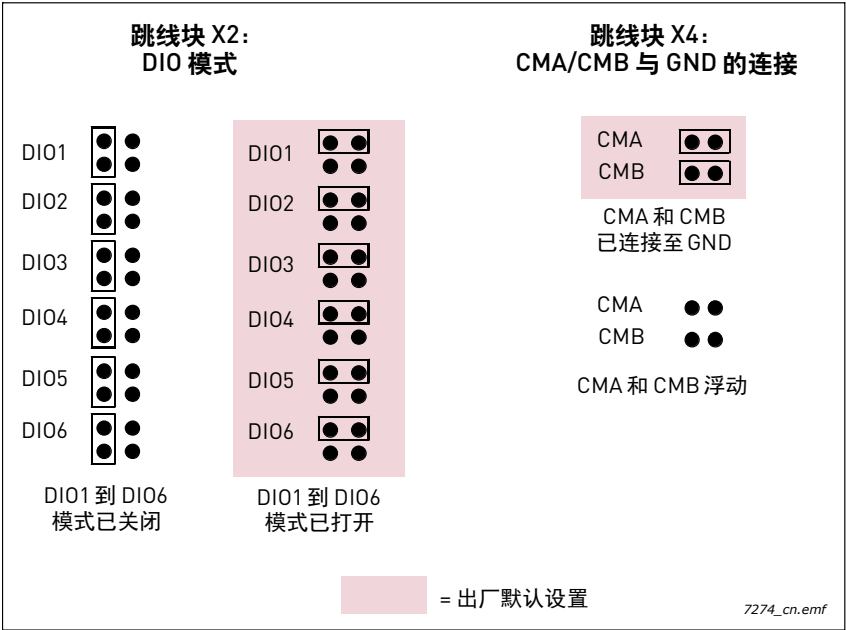 跳线块 X2：
DIO 模式
DIO1
DIO2
DIO3
DIO4
DIO5
DIO6
DIO1 到 DIO6
模式已关闭
DIO1
DIO2
DIO3
DIO4
DIO5
DIO6
DIO1 到 DIO6
模式已打开
跳线块 X4：
CMA/CMB 与 GND 的连接
CMA
CMB
CMA 和 CMB
已连接至 GND
CMA
CMB
CMA 和 CMB 浮动
= 出厂默认设置
7274_cn.emf